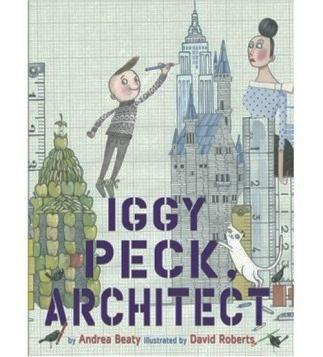 IGGY
PECK,
ARCHITECT
by Andrea Beaty illustrated by David Roberts